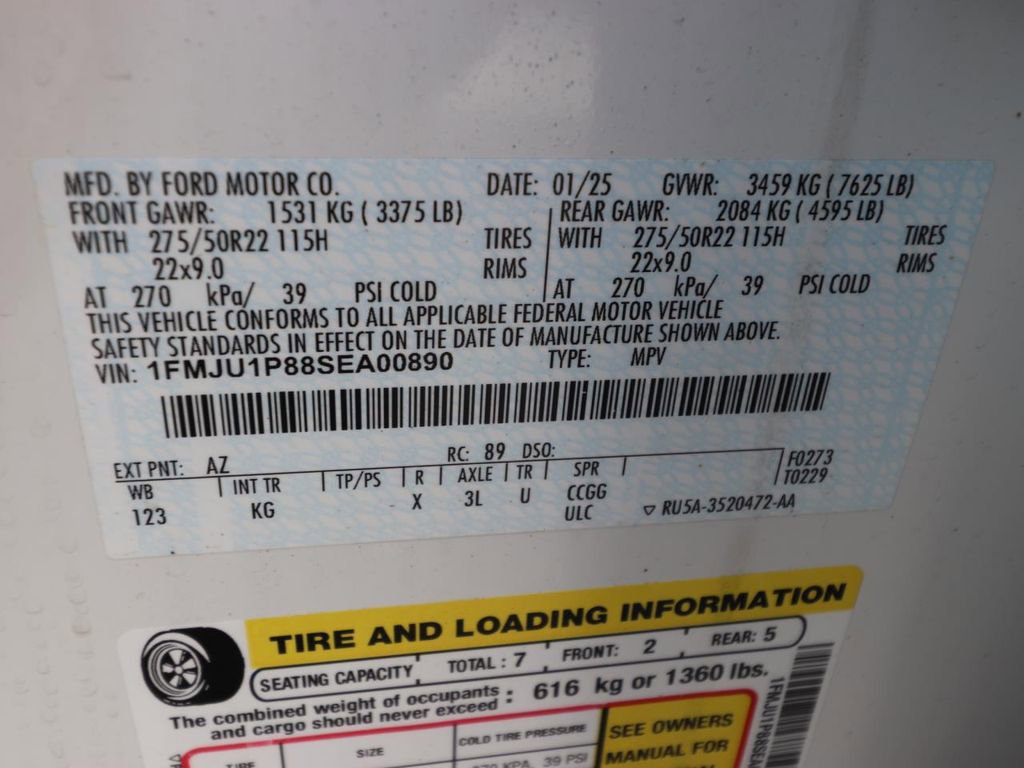 MFD. BY FORD MOTOR CO. DATE: 01/25 GVWR: 3459 KG ( 7625 LB)
FRONT GAWR: 1531 KG ( 3375 LB) REAR GAWR: 2084 KG ( 4595 LB)
WITH 275/50R22 115H TIRES WITH 275/50R22 115H TIRES
22x9.0 RIMS 22x9.0 RIMS
AT 270 kPa/ 39 PSI COLD AT 270 kPa/ 39 PSI COLD
THIS VEHICLE CONFORMS TO ALL APPLICABLE FEDERAL MOTOR VEHICLE
SAFETY STANDARDS IN EFFECT ON THE DATE OF MANUFACTURE SHOWN ABOVE.
VIN: 1FMJU1P88SEA00890 TYPE: MPV
EXT PNT: AZ RC: 89 DSO: F0273
WB INT TR TP/PS R AXLE TR SPR T0229
123 KG X 3L U CCGG
ULC ▽ RU5A-3520472-AA
TIRE AND LOADING INFORMATION
SEATING CAPACITY TOTAL : 7 FRONT: 2 REAR: 5
The combined weight of occupants
and cargo should never exceed : 616 kg or 1360 lbs.
SIZE COLD TIRE PRESSURE SEE OWNERS
39 PSI MANUAL FOR
1FMJU1P88SEA